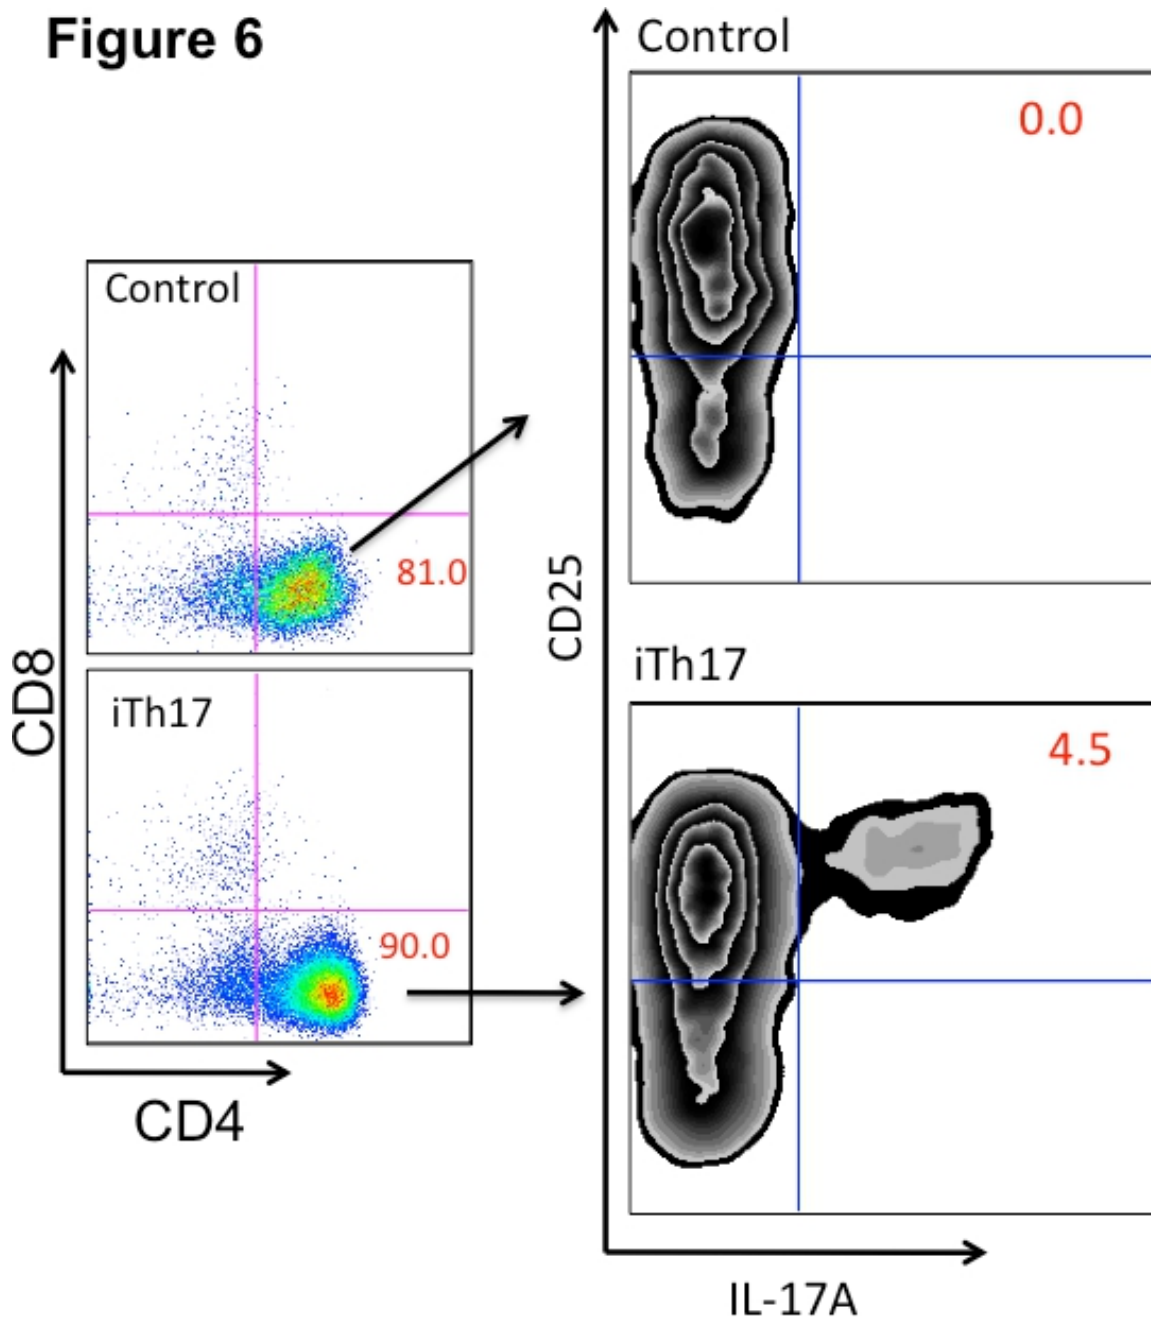 Figure 6
Control
81.0
iTh17
90.0
CD8
CD4
Control
0.0
iTh17
4.5
CD25
IL-17A